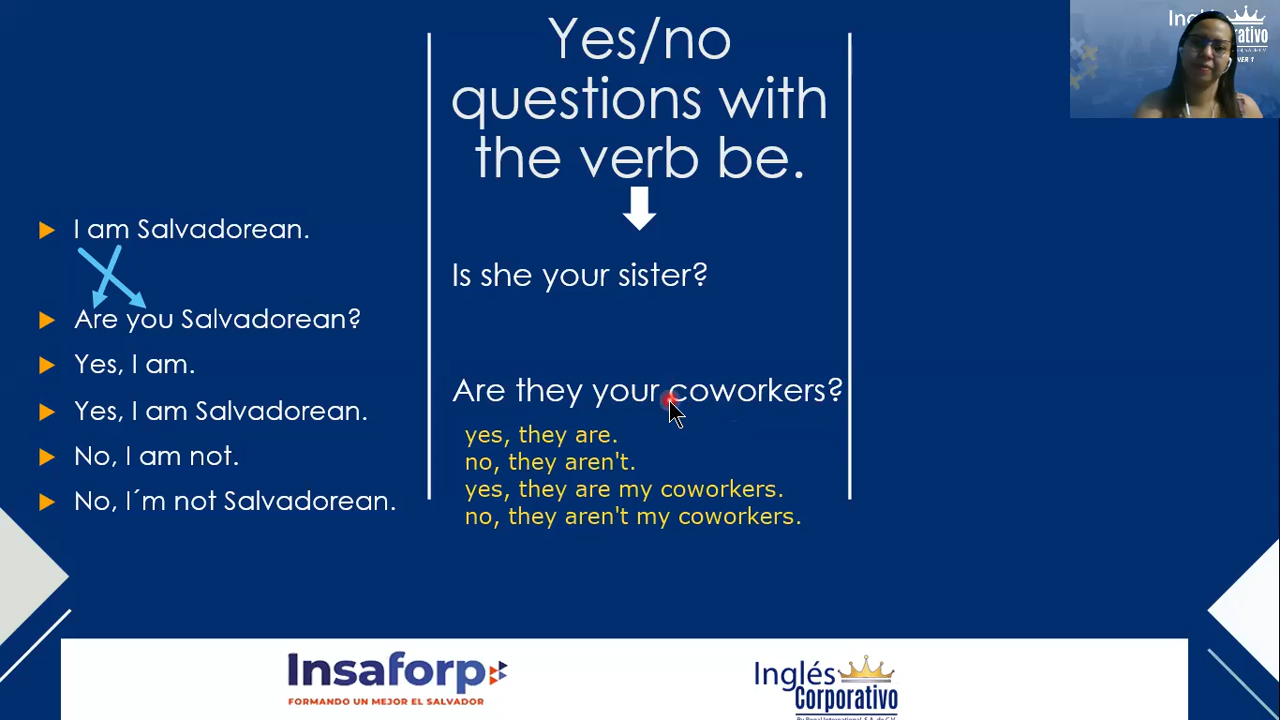 Yes/no
questions with
the verb be.
I am Salvadorean.
Are you Salvadorean?
Yes, I am.
Yes, I am Salvadorean.
No, I am not.
No, I´m not Salvadorean.
Is she your sister?
Are they your coworkers?
yes, they are.
no, they aren't.
yes, they are my coworkers.
no, they aren't my coworkers.
Insaforp
FORMANDO UN MEJOR EL SALVADOR
Inglés
Corporativo